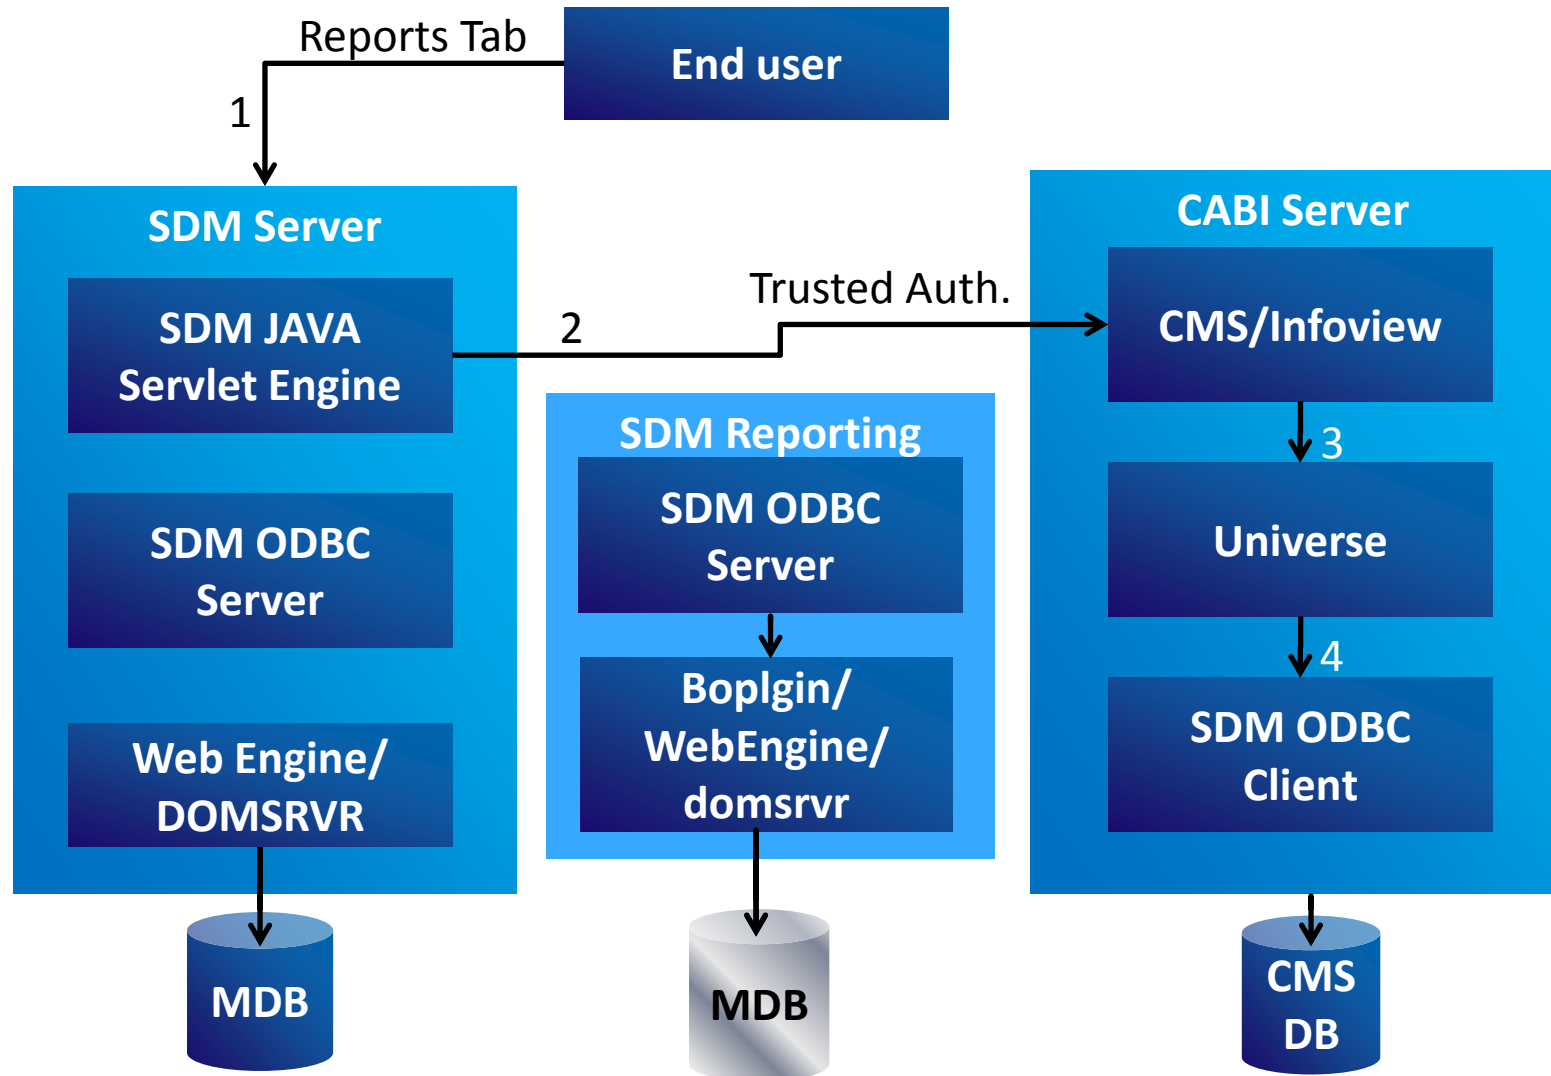 Reports Tab
End user
1
SDM Server
SDM JAVA
Servlet Engine
SDM ODBC
Server
Web Engine/
DOMSRVR
MDB
2
Trusted Auth.
SDM Reporting
SDM ODBC
Server
Boplgin/
WebEngine/
domsrvr
MDB
CABI Server
CMS/Infoview
3
Universe
4
SDM ODBC
Client
CMS
DB